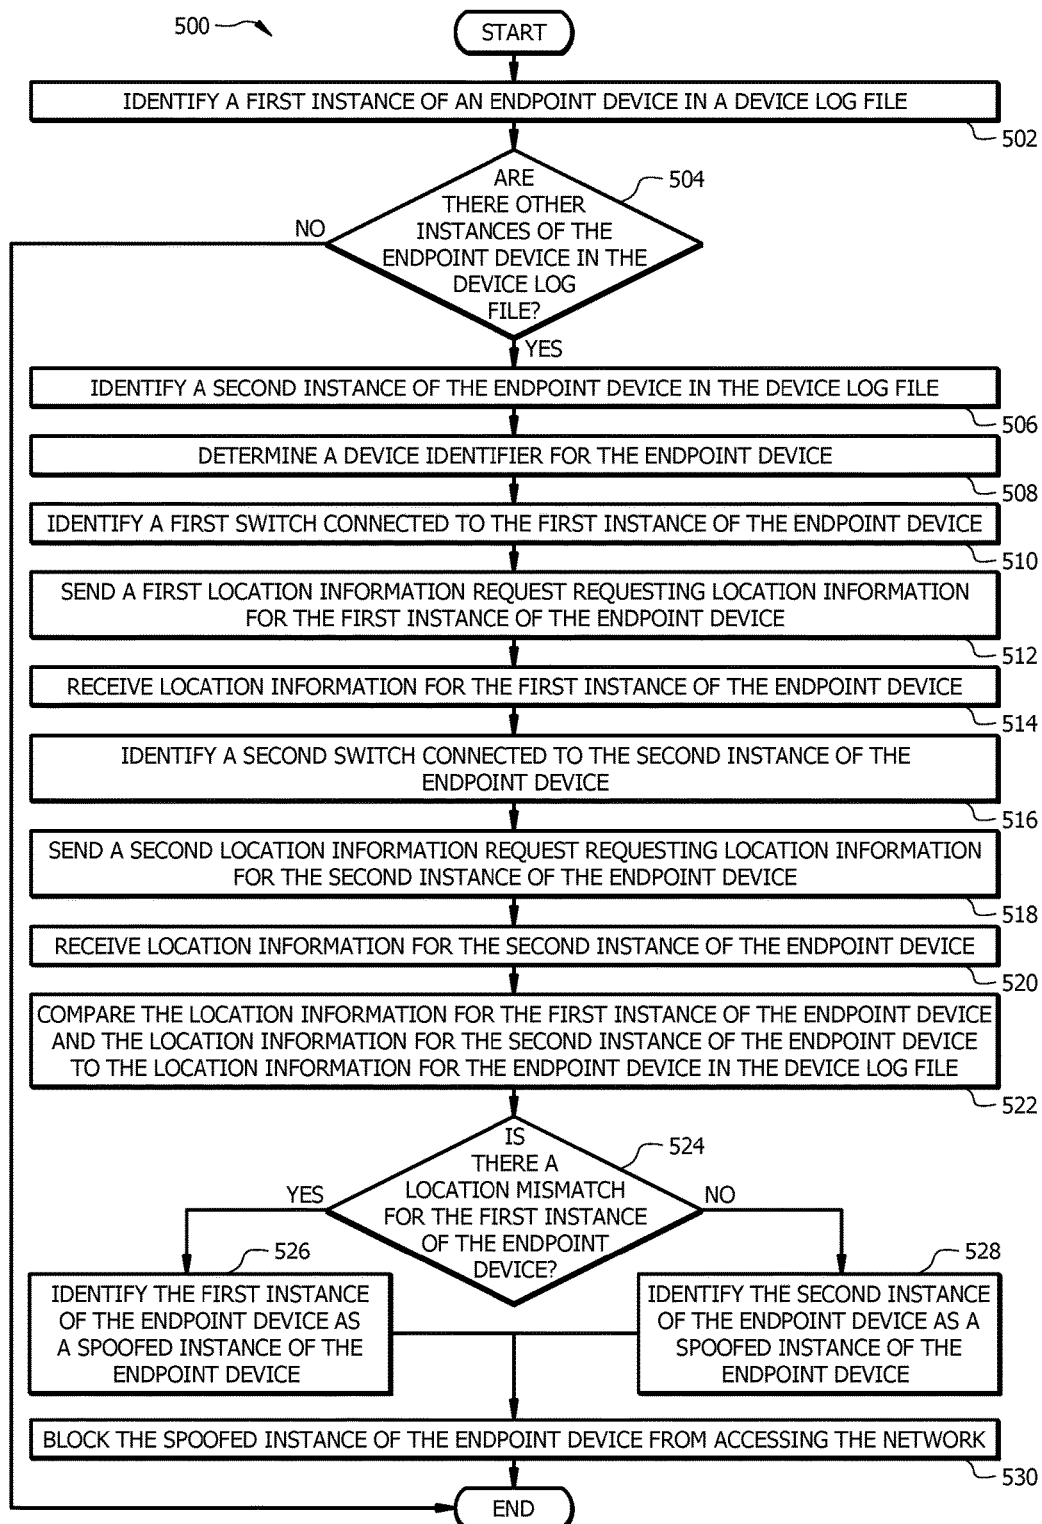 500
START
IDENTIFY A FIRST INSTANCE OF AN ENDPOINT DEVICE IN A DEVICE LOG FILE
502
504
ARE
THERE OTHER
INSTANCES OF THE
ENDPOINT DEVICE IN THE
DEVICE LOG
FILE?
NO
YES
IDENTIFY A SECOND INSTANCE OF THE ENDPOINT DEVICE IN THE DEVICE LOG FILE
506
DETERMINE A DEVICE IDENTIFIER FOR THE ENDPOINT DEVICE
508
IDENTIFY A FIRST SWITCH CONNECTED TO THE FIRST INSTANCE OF THE ENDPOINT DEVICE
510
SEND A FIRST LOCATION INFORMATION REQUEST REQUESTING LOCATION INFORMATION
FOR THE FIRST INSTANCE OF THE ENDPOINT DEVICE
512
RECEIVE LOCATION INFORMATION FOR THE FIRST INSTANCE OF THE ENDPOINT DEVICE
514
IDENTIFY A SECOND SWITCH CONNECTED TO THE SECOND INSTANCE OF THE
ENDPOINT DEVICE
516
SEND A SECOND LOCATION INFORMATION REQUEST REQUESTING LOCATION INFORMATION
FOR THE SECOND INSTANCE OF THE ENDPOINT DEVICE
518
RECEIVE LOCATION INFORMATION FOR THE SECOND INSTANCE OF THE ENDPOINT DEVICE
520
COMPARE THE LOCATION INFORMATION FOR THE FIRST INSTANCE OF THE ENDPOINT DEVICE
AND THE LOCATION INFORMATION FOR THE SECOND INSTANCE OF THE ENDPOINT DEVICE
TO THE LOCATION INFORMATION FOR THE ENDPOINT DEVICE IN THE DEVICE LOG FILE
522
524
IS
THERE A
LOCATION MISMATCH
FOR THE FIRST INSTANCE
OF THE ENDPOINT
DEVICE?
YES
NO
526
IDENTIFY THE FIRST INSTANCE
OF THE ENDPOINT DEVICE AS
A SPOOFED INSTANCE OF THE
ENDPOINT DEVICE
528
IDENTIFY THE SECOND INSTANCE
OF THE ENDPOINT DEVICE AS A
SPOOFED INSTANCE OF THE
ENDPOINT DEVICE
BLOCK THE SPOOFED INSTANCE OF THE ENDPOINT DEVICE FROM ACCESSING THE NETWORK
530
END